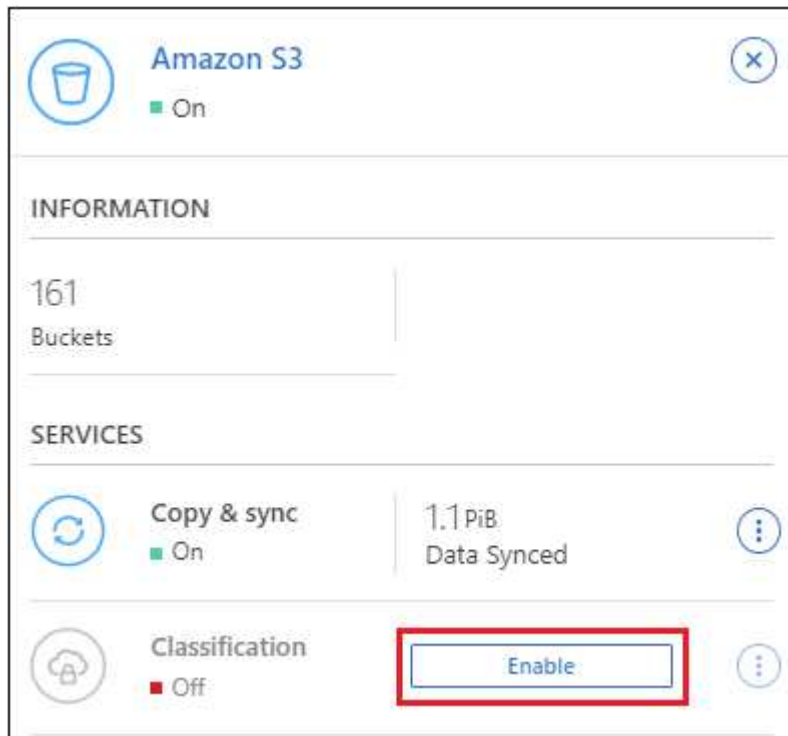 Amazon S3
On
INFORMATION
161
Buckets
SERVICES
Copy & sync
On
1.1 PiB
Data Synced
Classification
Off
Enable